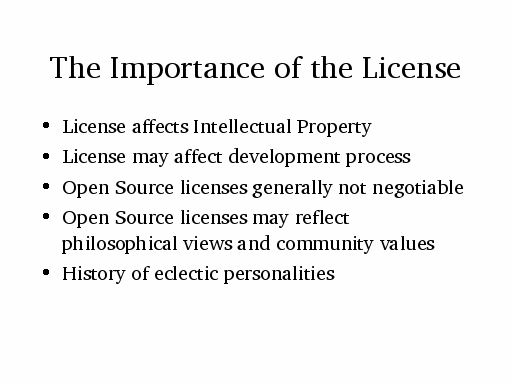 The Importance of the License
• License affects Intellectual Property
• License may affect development process
• Open Source licenses generally not negotiable
• Open Source licenses may reflect
philosophical views and community values
• History of eclectic personalities